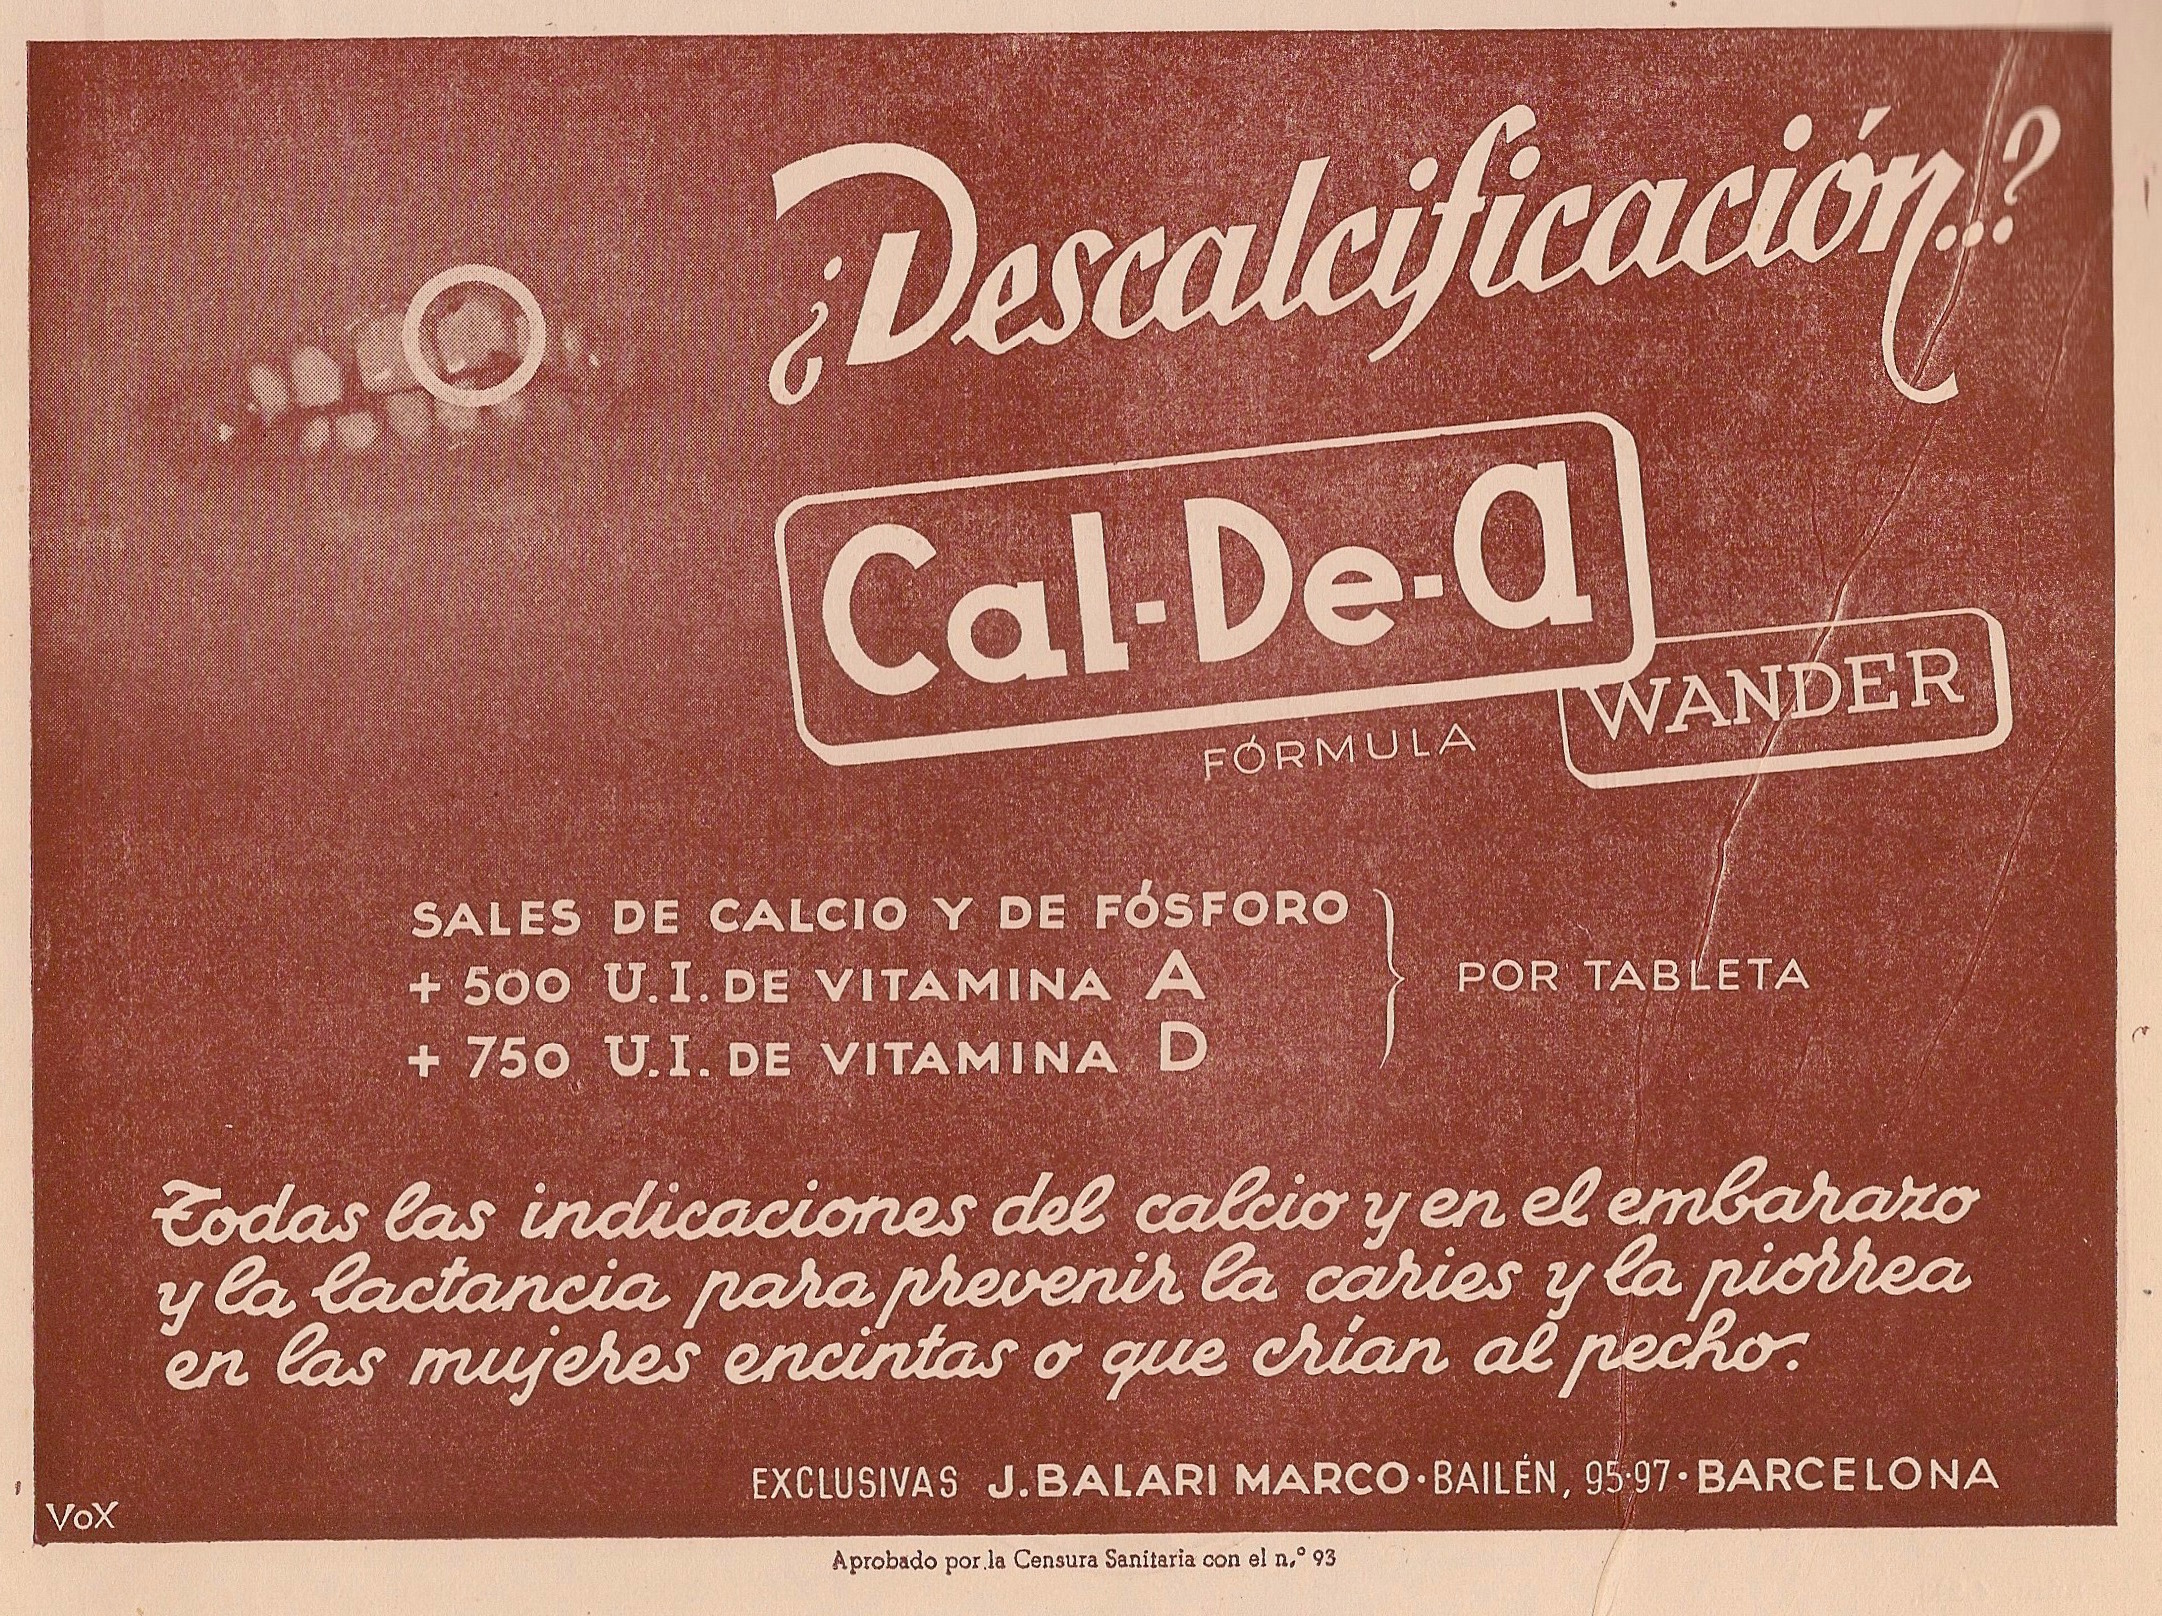 ¿Descalcificación...?
Cal-De-a
FÓRMULA
WANDER
SALES DE CALCIO Y DE FÓSFORO
+ 500 U.I. DE VITAMINA A
+ 750 U.I. DE VITAMINA D
POR TABLETA
Todas las indicaciones del calcio y en el embarazo
y la lactancia para prevenir la caries y la piorrea
en las mujeres encintas o que crían al pecho.
EXCLUSIVAS J. BALARI MARCO · BAILÉN, 95-97 · BARCELONA
VoX
Aprobado por la Censura Sanitaria con el n.º 93